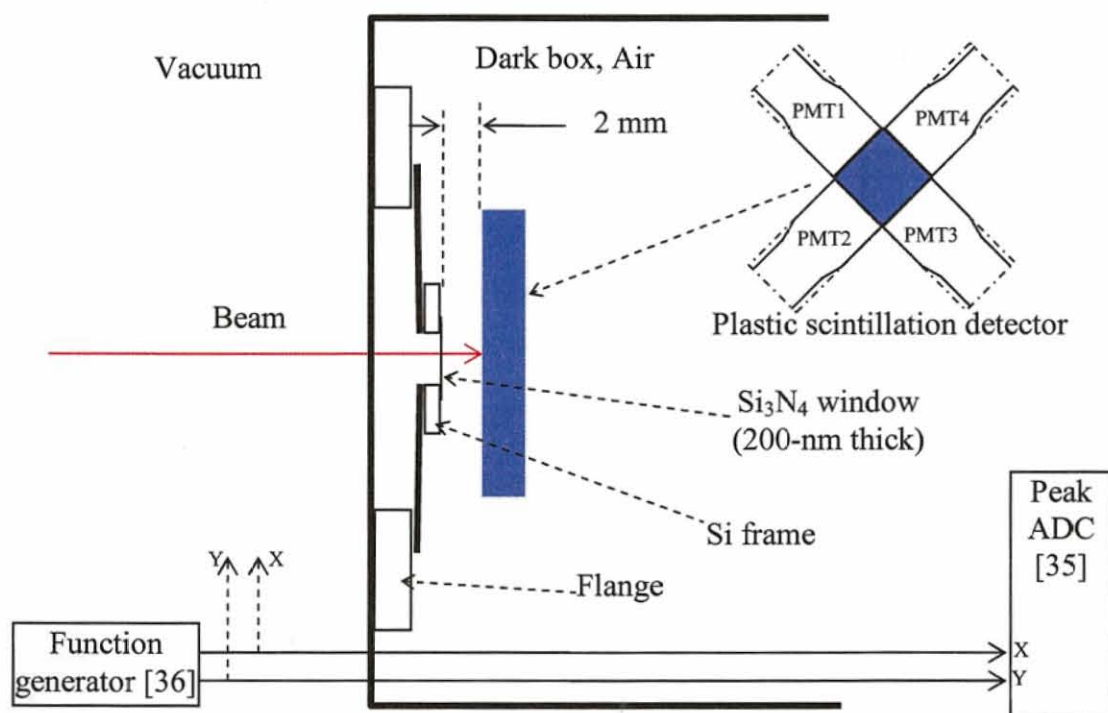 Vacuum
Dark box, Air
2 mm
PMT1
PMT4
PMT2
PMT3
Plastic scintillation detector
Beam
Si₃N₄ window
(200-nm thick)
Si frame
Flange
Y
X
Function
generator [36]
Peak
ADC
[35]
X
Y